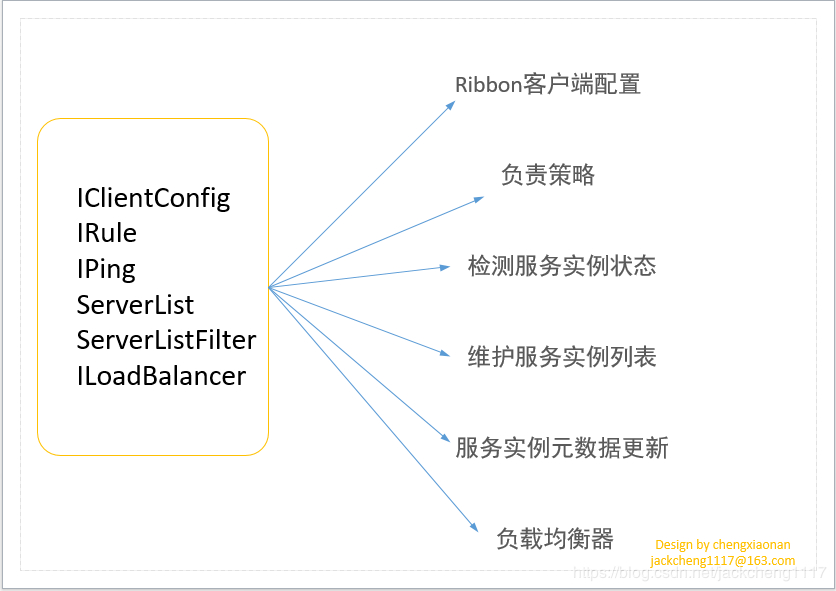 IClientConfig
IRule
IPing
ServerList
ServerListFilter
ILoadBalancer
Ribbon客户端配置
负责策略
检测服务实例状态
维护服务实例列表
服务实例元数据更新
负载均衡器
Design by chengxiaonan
jackcheng1117@163.com
https://blog.csdn.net/jackcheng1117